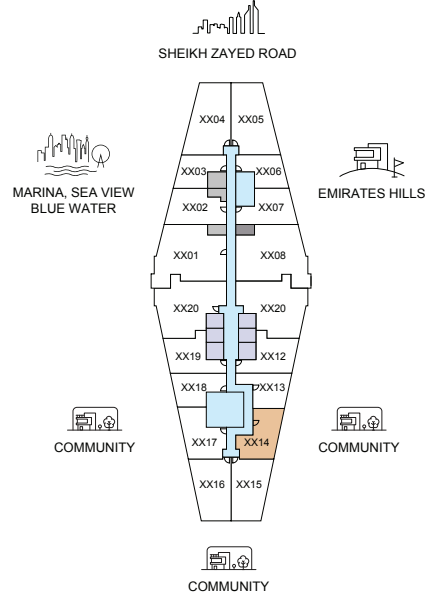 SHEIKH ZAYED ROAD
XX04 XX05
XX03 XX06
MARINA, SEA VIEW
BLUE WATER
EMIRATES HILLS
XX02 XX07
XX01 XX08
XX20 XX20
XX19 XX12
XX18 XX13
COMMUNITY
XX17 XX14
COMMUNITY
XX16 XX15
COMMUNITY